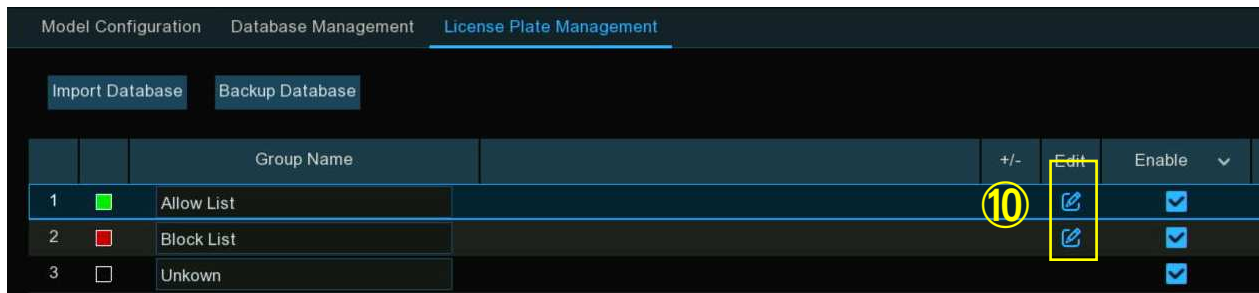 Model Configuration Database Management License Plate Management
Import Database Backup Database
Group Name +/- Edit Enable
1 Allow List
⑩
2 Block List
3 Unkown